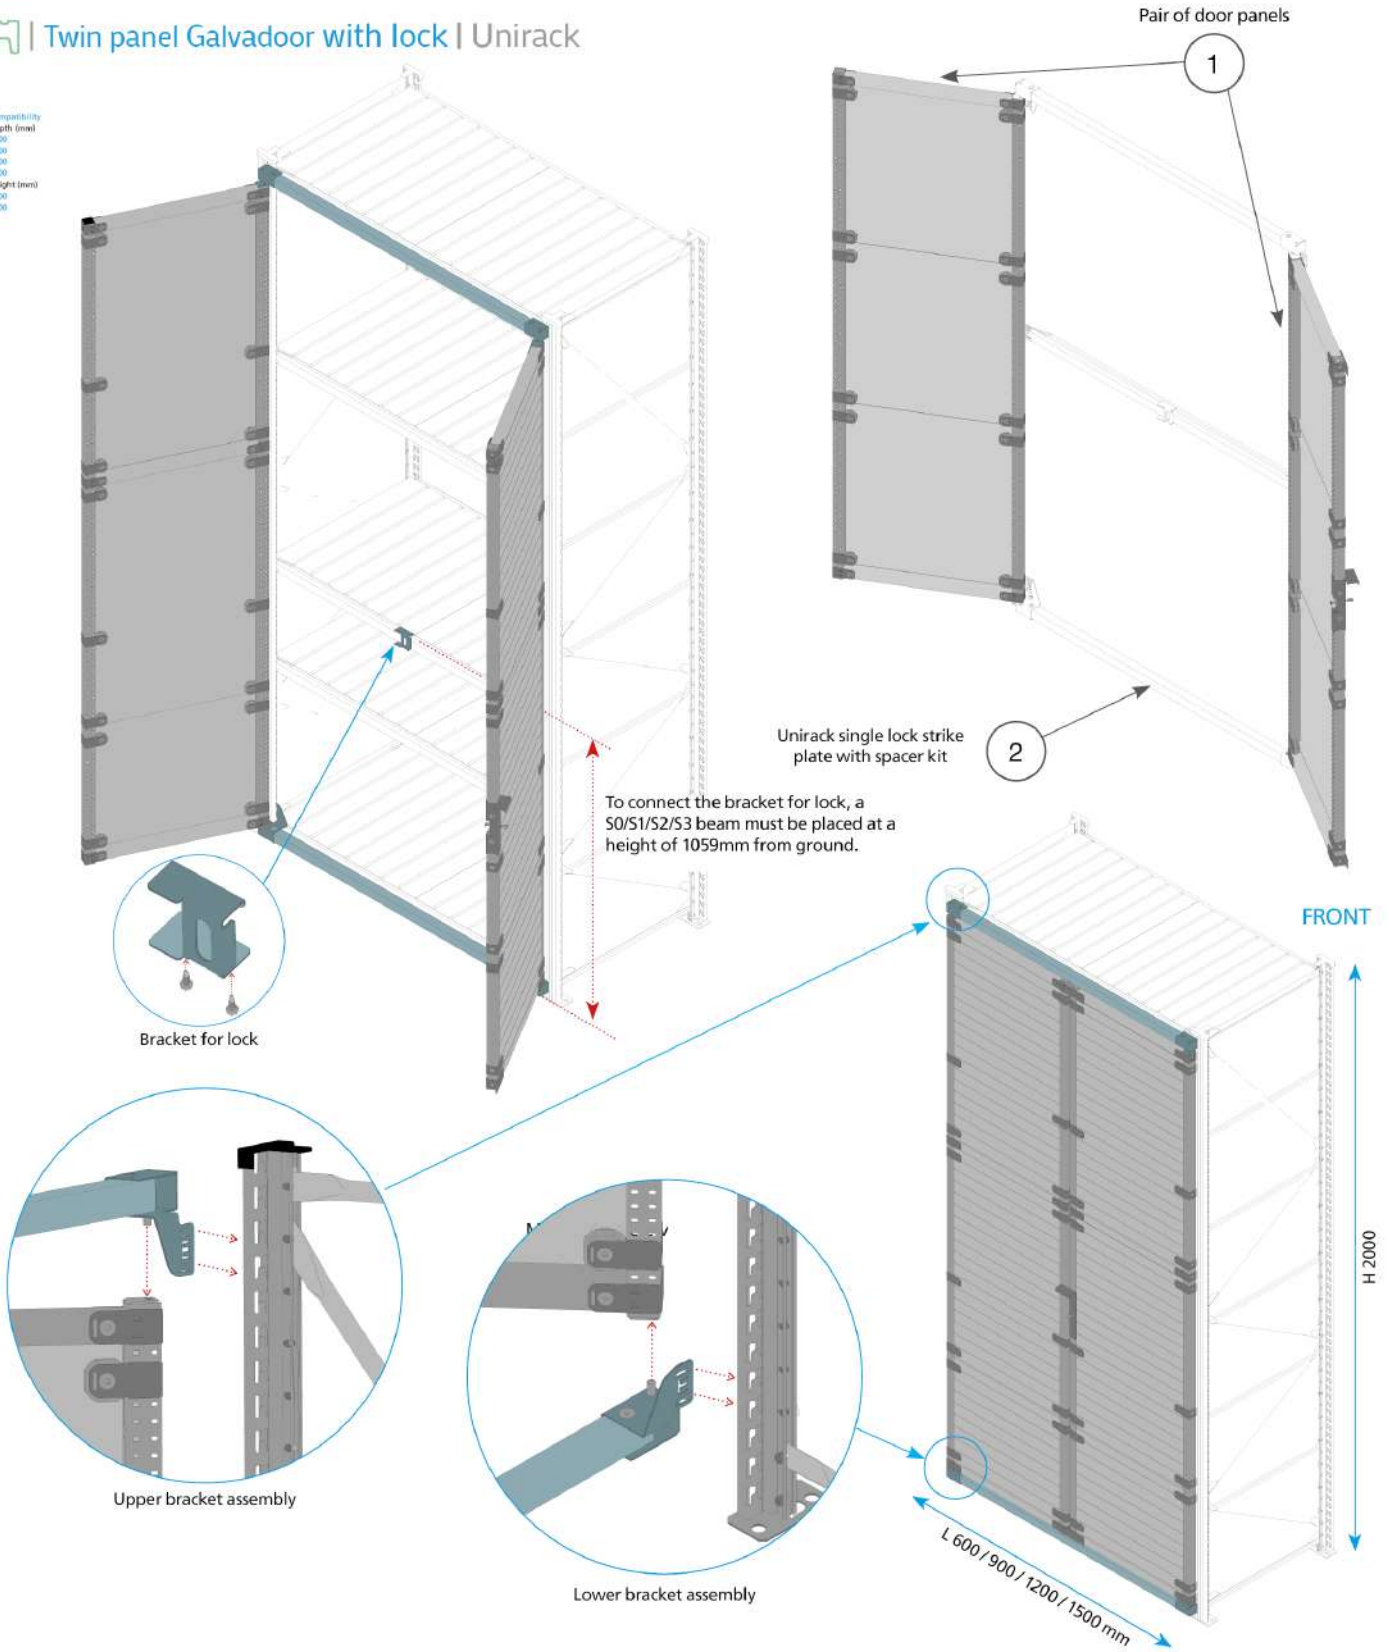 Twin panel Galvadoor with lock | Unirack
Pair of door panels
1
Unirack single lock strike
plate with spacer kit
2
To connect the bracket for lock, a
S0/S1/S2/S3 beam must be placed at a
height of 1059mm from ground.
Bracket for lock
FRONT
H 2000
Upper bracket assembly
Lower bracket assembly
L 600 / 900 / 1200 / 1500 mm